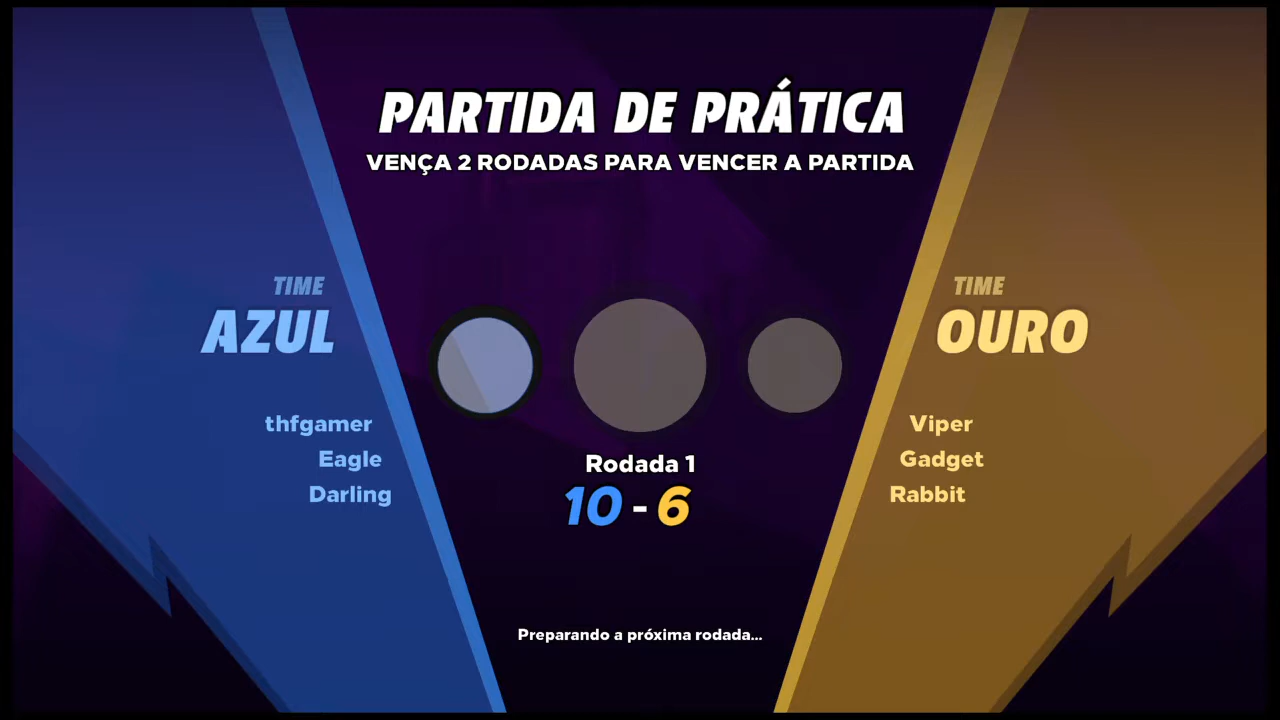 PARTIDA DE PRÁTICA
VENÇA 2 RODADAS PARA VENCER A PARTIDA
TIME
AZUL
thfgamer
Eagle
Darling
Rodada 1
10 - 6
TIME
OURO
Viper
Gadget
Rabbit
Preparando a próxima rodada...